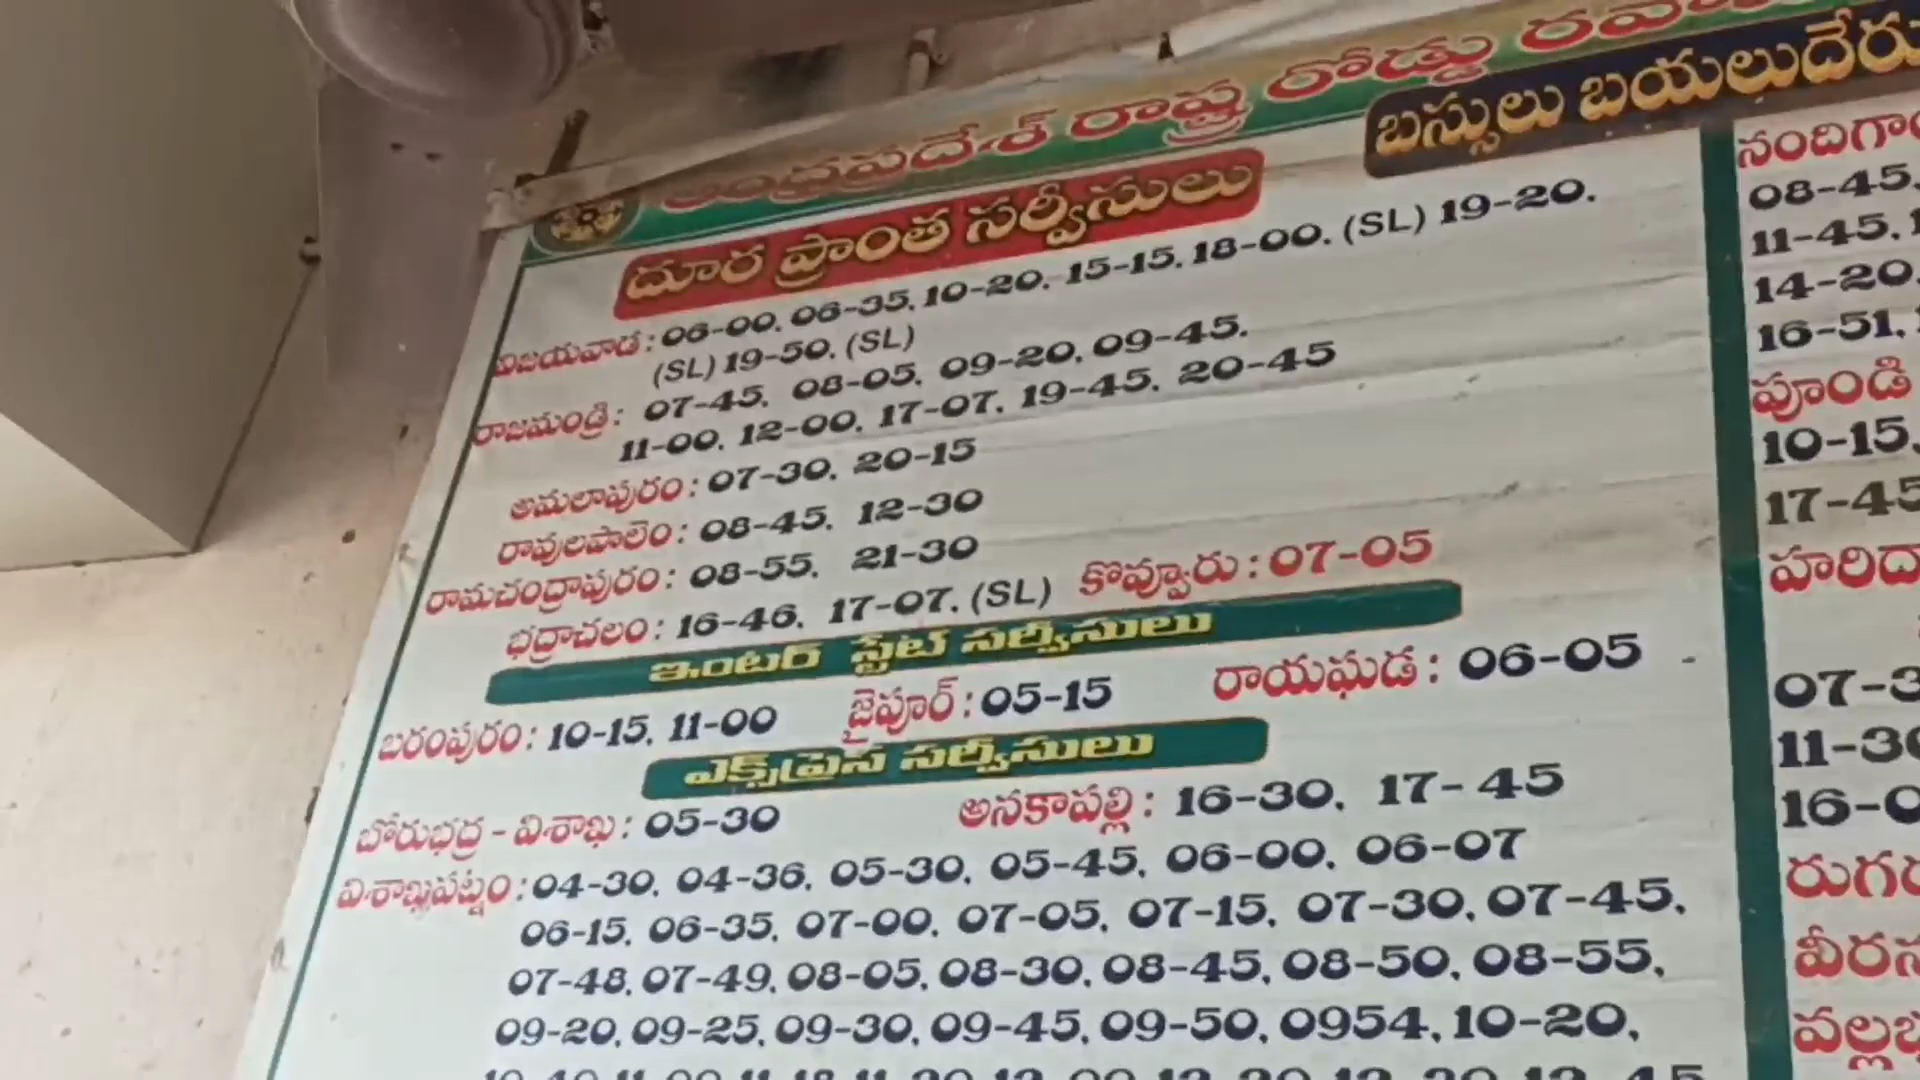 ఆంధ్రప్రదేశ్ రాష్ట్ర రోడ్డు
బస్సులు
దూర ప్రాంత సర్వీసులు
విజయవాడ : 06-00, 06-35, 10-20, 15-15, 18-00, (SL) 19-20,
(SL) 19-50, (SL)
రాజమండ్రి : 07-45, 08-05, 09-20, 09-45,
11-00, 12-00, 17-07, 19-45, 20-45
అమలాపురం : 07-30, 20-15
రావులపాలెం : 08-45, 12-30
రామచంద్రాపురం : 08-55, 21-30
భద్రాచలం : 16-46, 17-07, (SL) కొవ్వూరు : 07-05
ఇంటర్ స్టేట్ సర్వీసులు
బరంపురం : 10-15, 11-00 జైపూర్ : 05-15 రాయఘడ : 06-05
ఎక్స్‌ప్రెస్ సర్వీసులు
బోరుభద్ర - విశాఖ : 05-30 అనకాపల్లి : 16-30, 17-45
విశాఖపట్నం : 04-30, 04-36, 05-30, 05-45, 06-00, 06-07
06-15, 06-35, 07-00, 07-05, 07-15, 07-30, 07-45,
07-48, 07-49, 08-05, 08-30, 08-45, 08-50, 08-55,
09-20, 09-25, 09-30, 09-45, 09-50, 0954, 10-20,
08-45,
11-45,
14-20,
16-51,
పూండి
10-15,
17-45
11-30